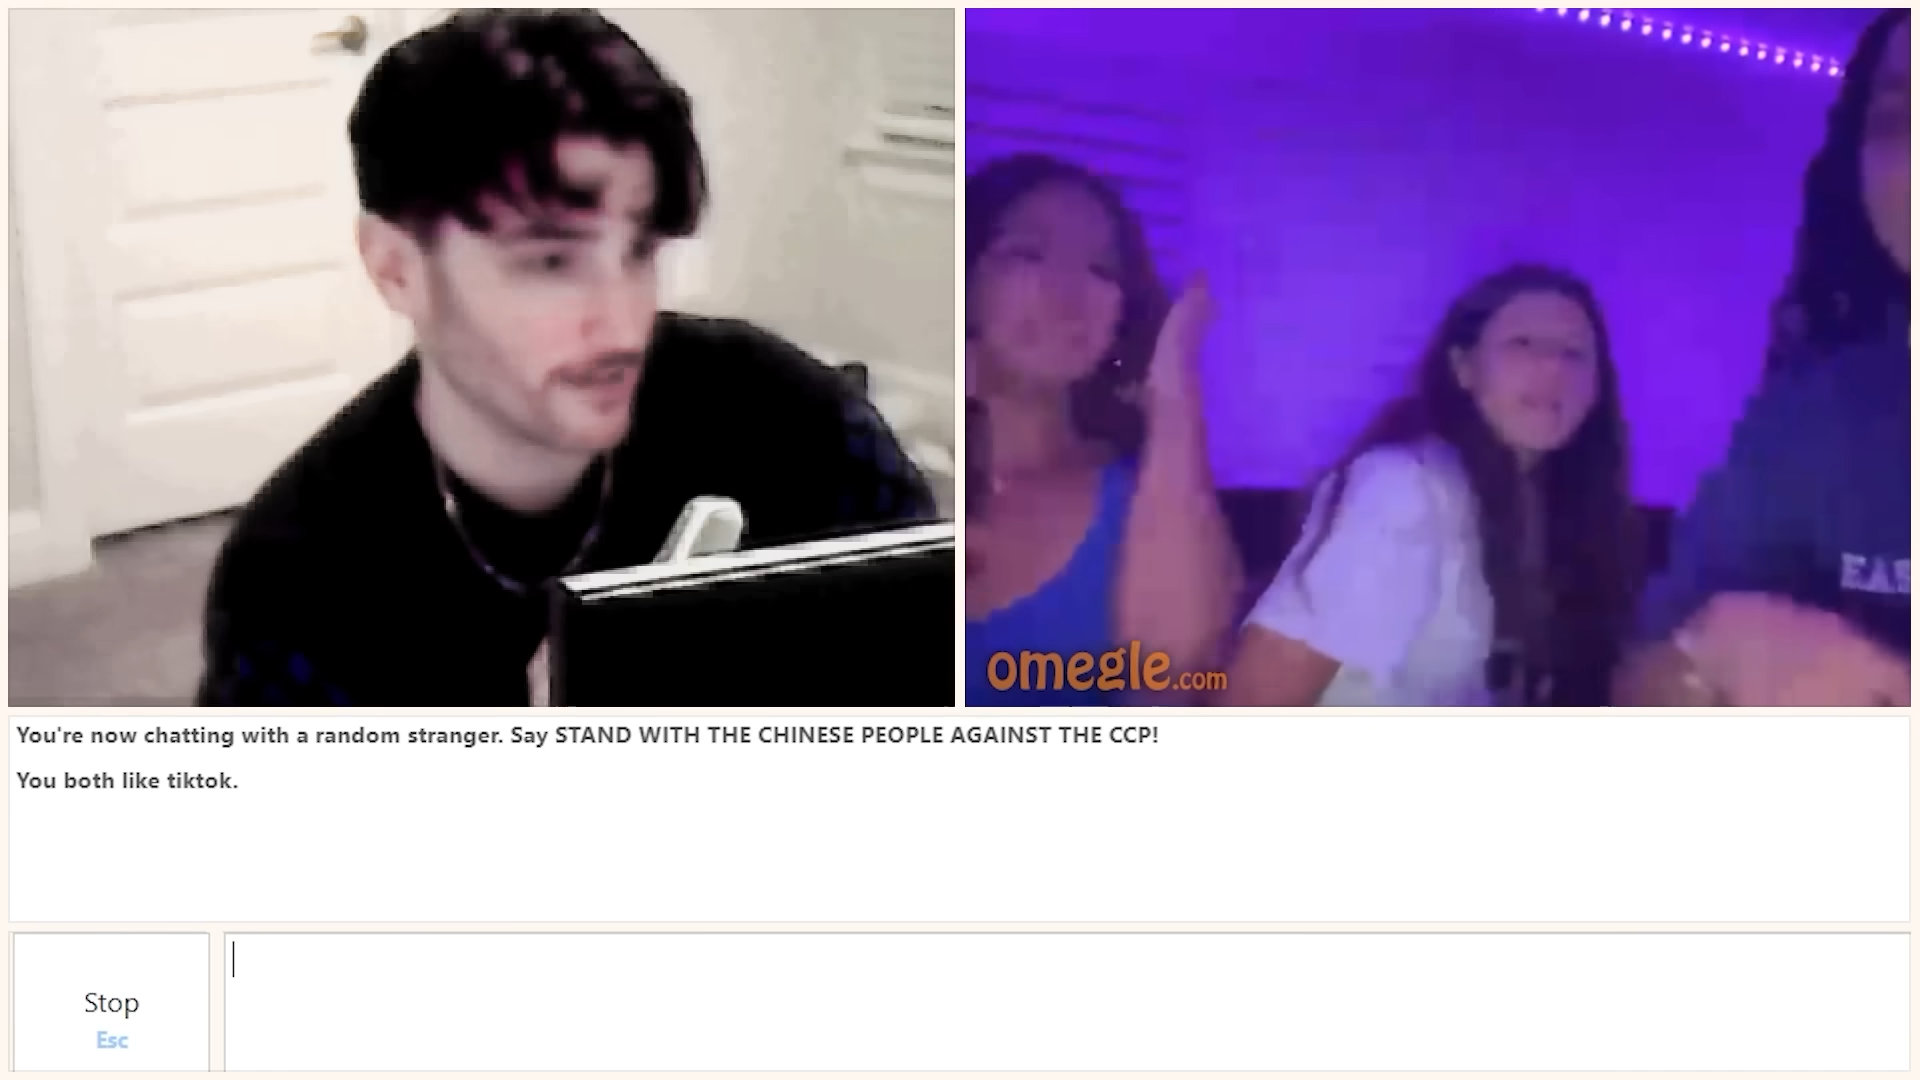 EAS
omegle.com
You're now chatting with a random stranger. Say STAND WITH THE CHINESE PEOPLE AGAINST THE CCP!
You both like tiktok.
Stop
Esc